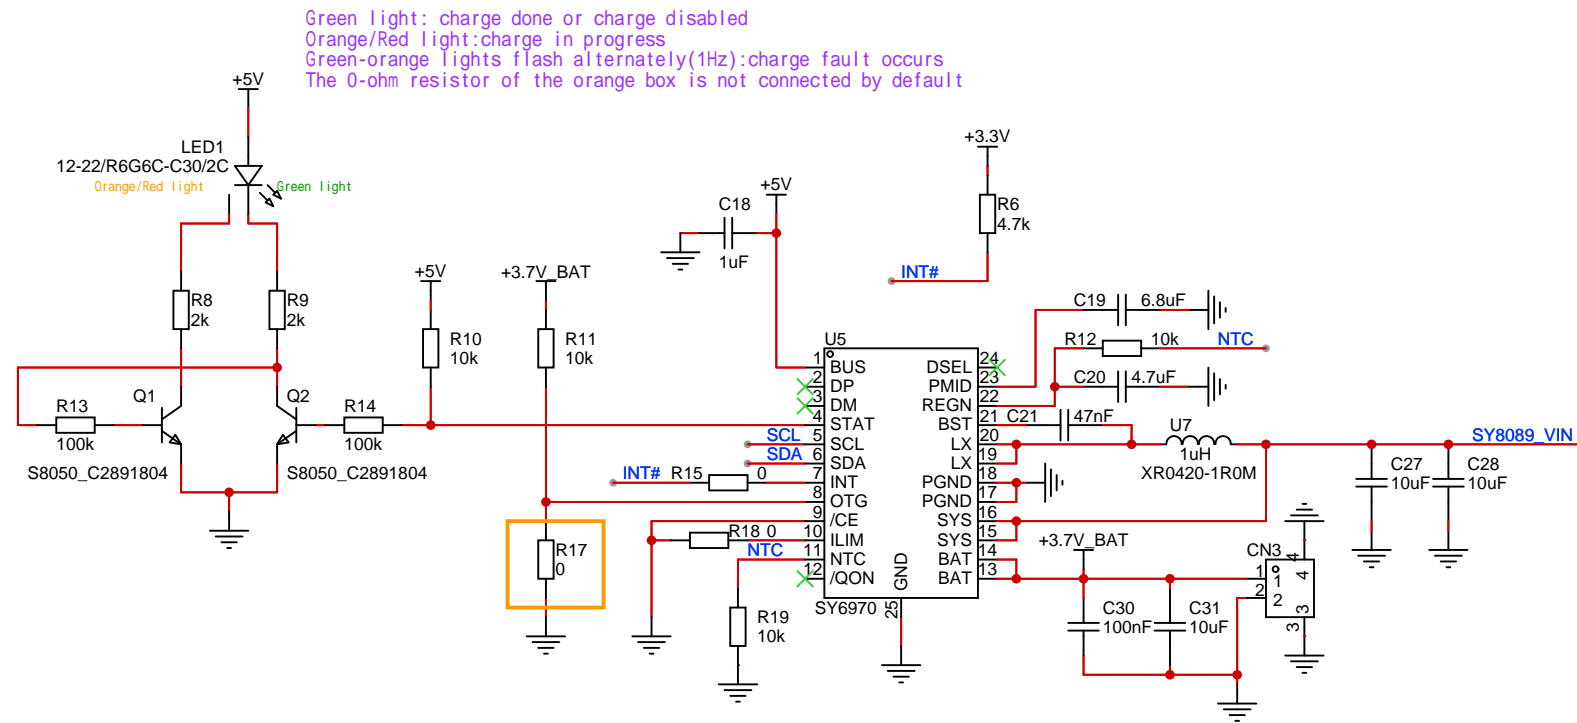 Green light: charge done or charge disabled
Orange/Red light:charge in progress
Green-orange lights flash alternately(1Hz):charge fault occurs
The 0-ohm resistor of the orange box is not connected by default
+5V
LED1
12-22/R6G6C-C30/2C
Orange/Red light
Green light
R8
2k
R9
2k
+5V
R10
10k
+3.7V_BAT
R11
10k
C18
1uF
+5V
+3.3V
R6
4.7k
INT#
R13
100k
Q1
Q2
R14
100k
S8050_C2891804
S8050_C2891804
SCL
SDA
INT#
R15
0
R17
0
R18 0
NTC
R19
10k
U5
1 BUS
2 DP
3 DM
4 STAT
5 SCL
6 SDA
7 INT
8 OTG
9 /CE
10 ILIM
11 NTC
12 /QON
DSEL 24
PMID 23
REGN 22
BST 21
LX 20
LX 19
PGND 18
PGND 17
SYS 16
SYS 15
BAT 14
BAT 13
GND
25
SY6970
C19
6.8uF
R12
10k
NTC
C20
4.7uF
C21
47nF
U7
1uH
XR0420-1R0M
SY8089_VIN
C27
10uF
C28
10uF
+3.7V_BAT
C30
100nF
C31
10uF
CN3
1
2
1
2
4
4
3
3